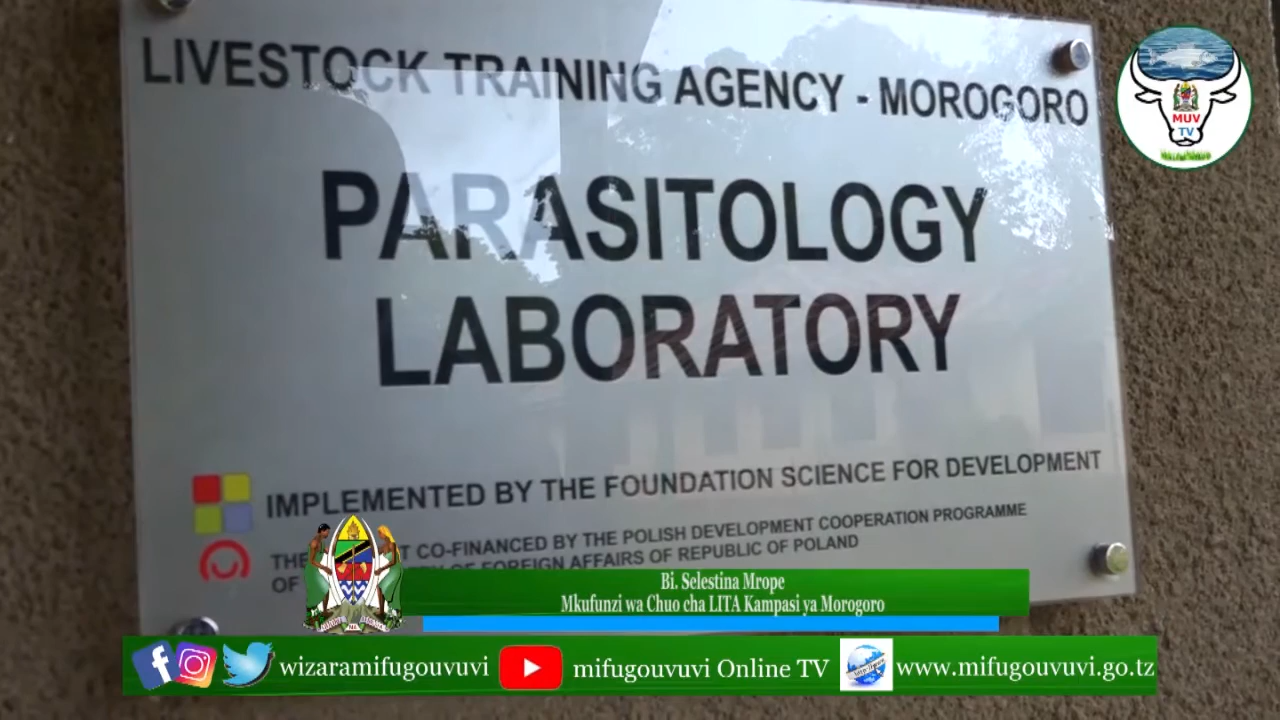 LIVESTOCK TRAINING AGENCY - MOROGORO
MUV
TV
PARASITOLOGY
LABORATORY
IMPLEMENTED BY THE FOUNDATION SCIENCE FOR DEVELOPMENT
CO-FINANCED BY THE POLISH DEVELOPMENT COOPERATION PROGRAMME
OF FOREIGN AFFAIRS OF REPUBLIC OF POLAND
Bi. Selestina Mrope
Mkufunzi wa Chuo cha LITA Kampasi ya Morogoro
wizaramifugouvuvi mifugouvuvi Online TV www.mifugouvuvi.go.tz